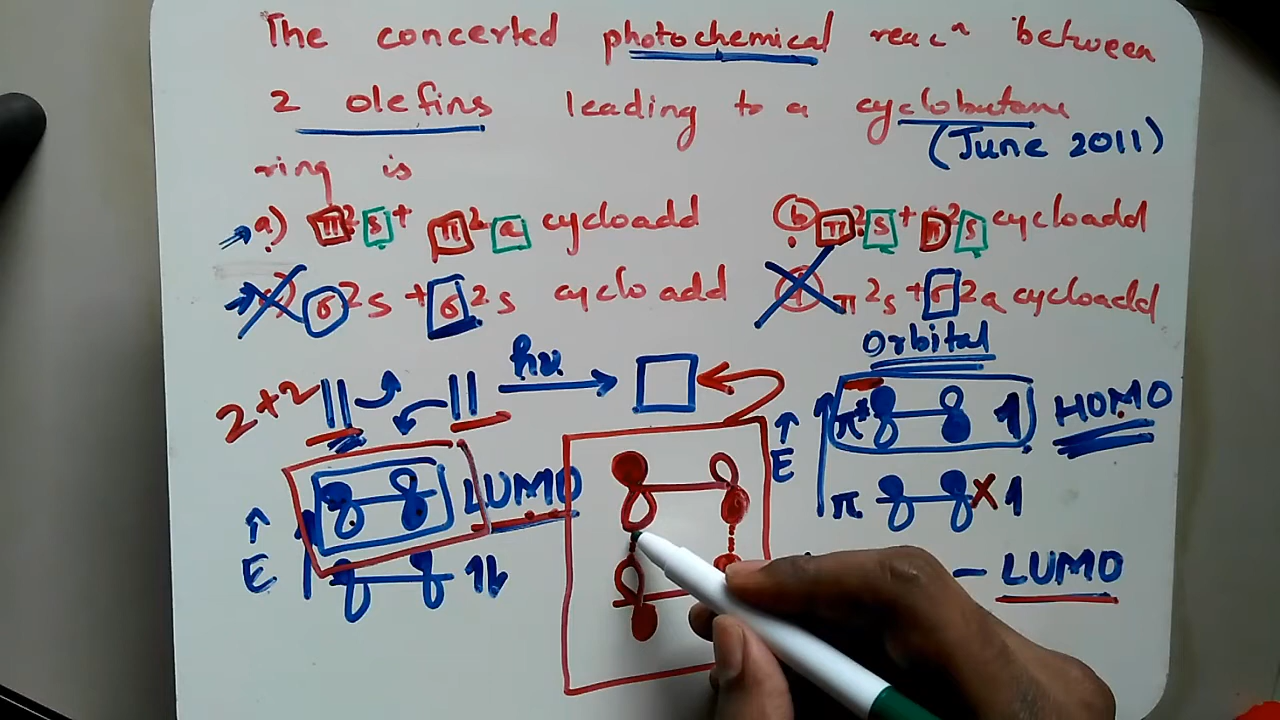 The concerted photochemical reacⁿ between
2 olefins leading to a cyclobutane
(June 2011)
ring is
a) π²s + π²a cycloadd
(b) π²s + π²s cycloadd
c) σ2s + σ2s cycloadd
d) π2s + σ2a cycloadd
2+2 hν
Orbital
↑ E π* 1 HOMO
π X 1
LUMO
↑ E 1b
– LUMO